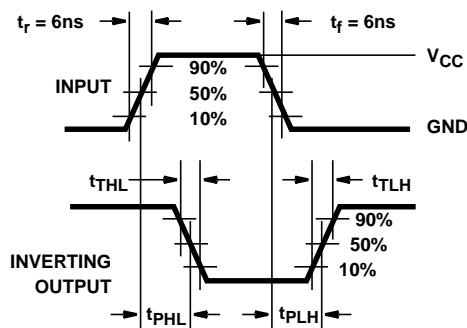 tr = 6ns
tf = 6ns
VCC
INPUT
90%
50%
10%
GND
tTHL
tTLH
90%
50%
10%
INVERTING
OUTPUT
tPHL
tPLH